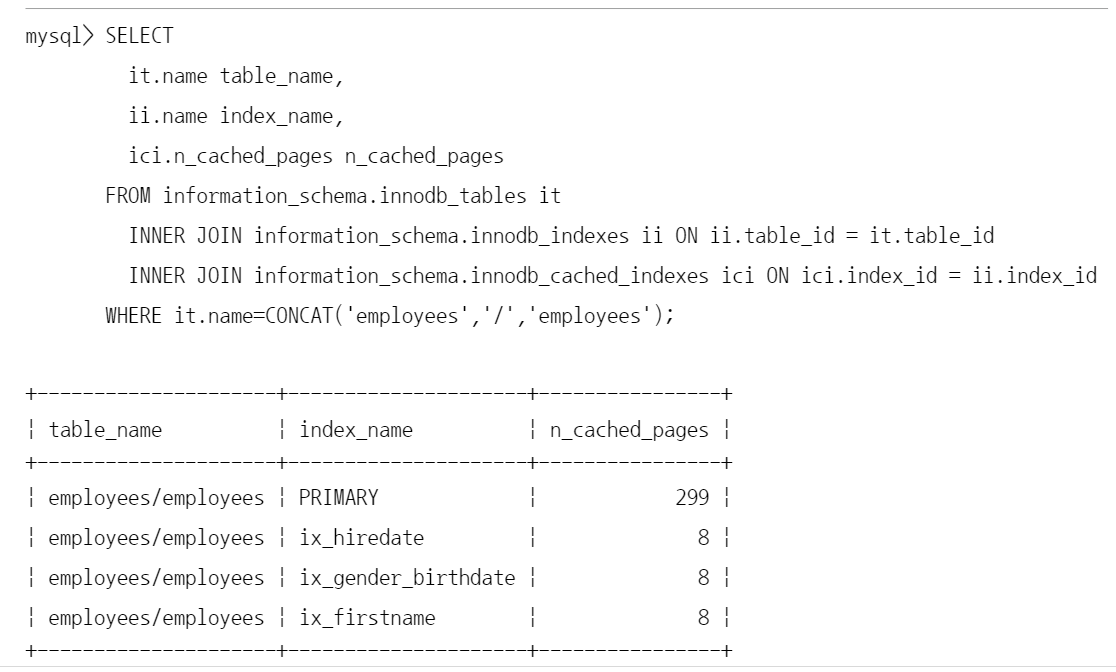 mysql> SELECT
it.name table_name,
ii.name index_name,
ici.n_cached_pages n_cached_pages
FROM information_schema.innodb_tables it
INNER JOIN information_schema.innodb_indexes ii ON ii.table_id = it.table_id
INNER JOIN information_schema.innodb_cached_indexes ici ON ici.index_id = ii.index_id
WHERE it.name=CONCAT('employees','/','employees');
+---------------------+---------------------+----------------+
¦ table_name ¦ index_name ¦ n_cached_pages ¦
+---------------------+---------------------+----------------+
¦ employees/employees ¦ PRIMARY ¦ 299 ¦
¦ employees/employees ¦ ix_hiredate ¦ 8 ¦
¦ employees/employees ¦ ix_gender_birthdate ¦ 8 ¦
¦ employees/employees ¦ ix_firstname ¦ 8 ¦
+---------------------+---------------------+----------------+